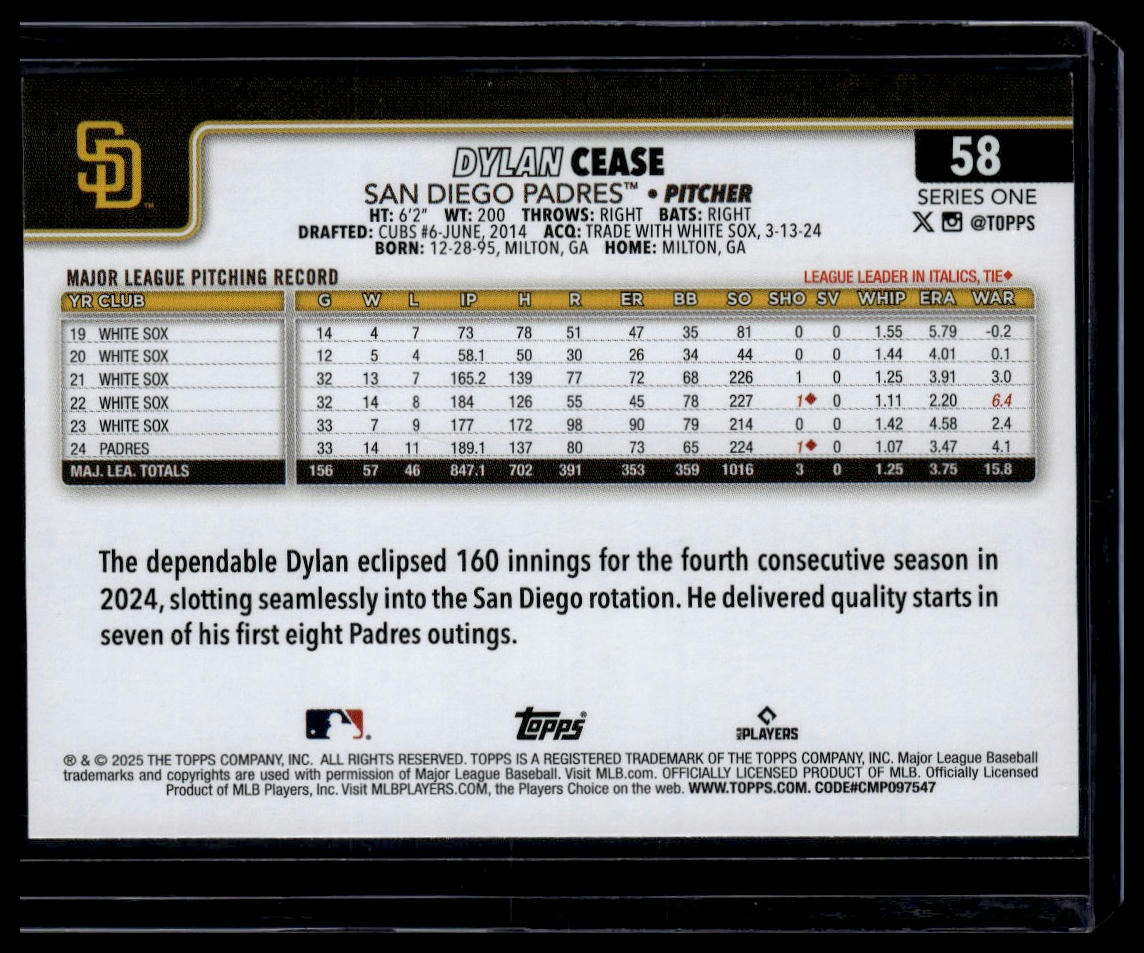 SD
58
DYLAN CEASE
SAN DIEGO PADRES™ • PITCHER
SERIES ONE
HT: 6'2" WT: 200 THROWS: RIGHT BATS: RIGHT
@TOPPS
DRAFTED: CUBS #6-JUNE, 2014 ACQ: TRADE WITH WHITE SOX, 3-13-24
BORN: 12-28-95, MILTON, GA HOME: MILTON, GA
MAJOR LEAGUE PITCHING RECORD LEAGUE LEADER IN ITALICS, TIE♦
YR CLUB G W L IP H R ER BB SO SHO SV WHIP ERA WAR
19 WHITE SOX 14 4 7 73 78 51 47 35 81 0 0 1.55 5.79 -0.2
20 WHITE SOX 12 5 4 58.1 50 30 26 34 44 0 0 1.44 4.01 0.1
21 WHITE SOX 32 13 7 165.2 139 77 72 68 226 1 0 1.25 3.91 3.0
22 WHITE SOX 32 14 8 184 126 55 45 78 227 1♦ 0 1.11 2.20 6.4
23 WHITE SOX 33 7 9 177 172 98 90 79 214 0 0 1.42 4.58 2.4
24 PADRES 33 14 11 189.1 137 80 73 65 224 1♦ 0 1.07 3.47 4.1
MAJ. LEA. TOTALS 156 57 46 847.1 702 391 353 359 1016 3 0 1.25 3.75 15.8
The dependable Dylan eclipsed 160 innings for the fourth consecutive season in
2024, slotting seamlessly into the San Diego rotation. He delivered quality starts in
seven of his first eight Padres outings.
Topps®
PLAYERS
® & © 2025 THE TOPPS COMPANY, INC. ALL RIGHTS RESERVED. TOPPS IS A REGISTERED TRADEMARK OF THE TOPPS COMPANY, INC. Major League Baseball
trademarks and copyrights are used with permission of Major League Baseball. Visit MLB.com. OFFICIALLY LICENSED PRODUCT OF MLB. Officially Licensed
Product of MLB Players, Inc. Visit MLBPLAYERS.COM, the Players Choice on the web. WWW.TOPPS.COM. CODE#CMP097547